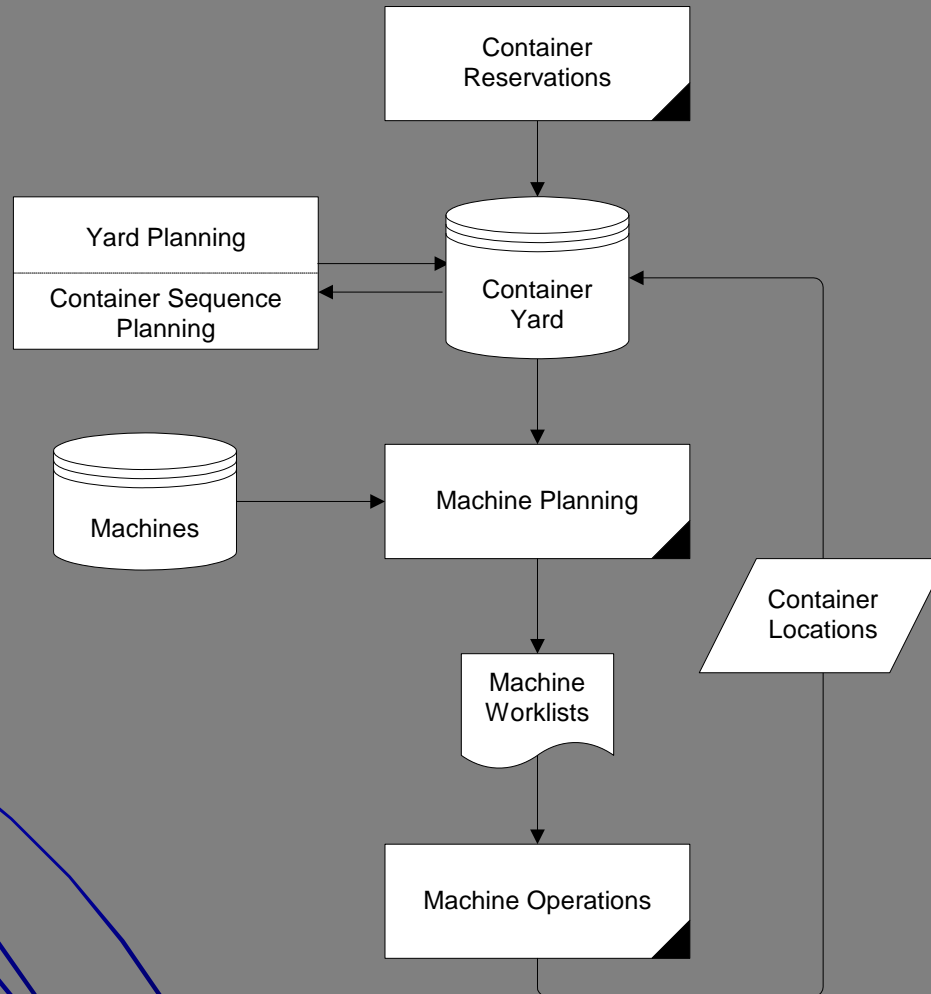 Container
Reservations
Yard Planning
Container Sequence
Planning
Container
Yard
Machines
Machine Planning
Container
Locations
Machine
Worklists
Machine Operations